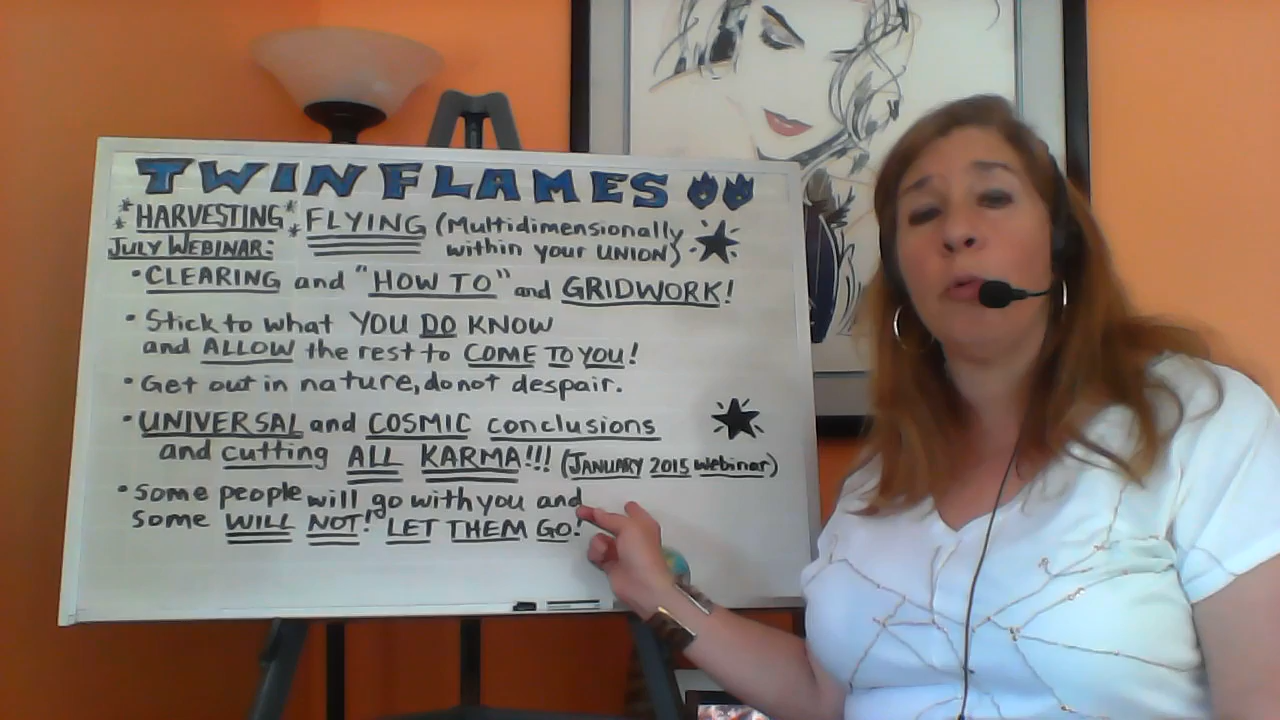 TWIN FLAMES
*HARVESTING* *FLYING (Multidimensionally
within your UNION)
JULY WEBINAR:
• CLEARING and "HOW TO" and GRIDWORK!
• Stick to what YOU DO KNOW
and ALLOW the rest to COME TO YOU!
• Get out in nature, do not despair.
• UNIVERSAL and COSMIC conclusions
and cutting ALL KARMA!!! (JANUARY 2015 webinar)
• Some people will go with you and
some WILL NOT! LET THEM GO!